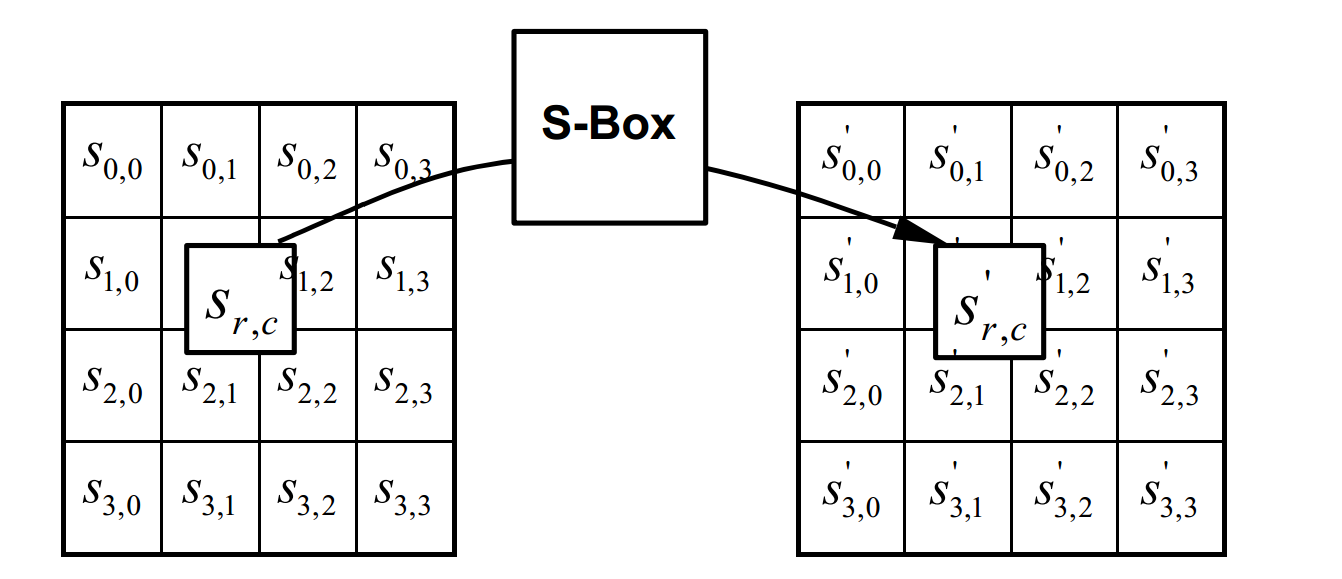 S-Box
s0,0 s0,1 s0,2 s0,3
s1,0 s1,2 s1,3
sr,c
s2,0 s2,1 s2,2 s2,3
s3,0 s3,1 s3,2 s3,3
s'0,0 s'0,1 s'0,2 s'0,3
s'1,0 s'1,2 s'1,3
s'r,c
s'2,0 s'2,1 s'2,2 s'2,3
s'3,0 s'3,1 s'3,2 s'3,3